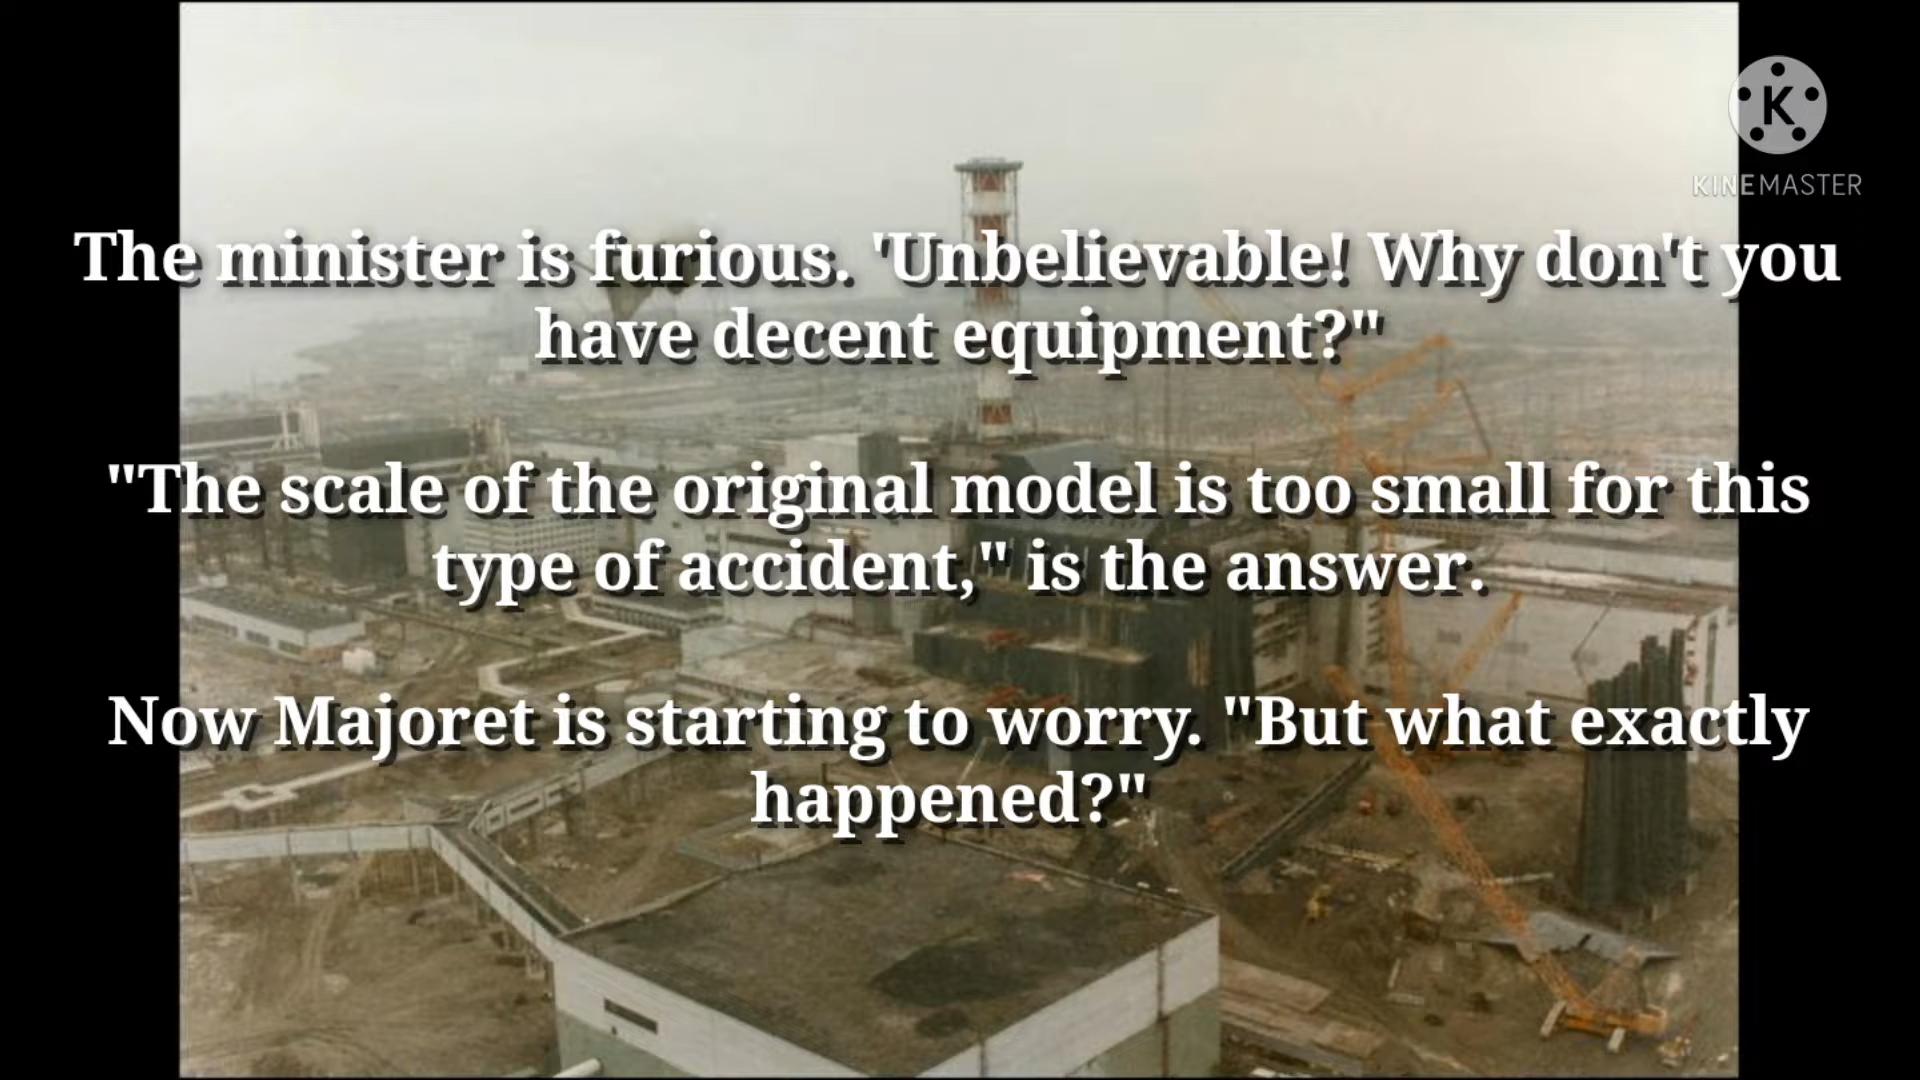 K
KINEMASTER
The minister is furious. 'Unbelievable! Why don't you
have decent equipment?"
"The scale of the original model is too small for this
type of accident," is the answer.
Now Majoret is starting to worry. "But what exactly
happened?"